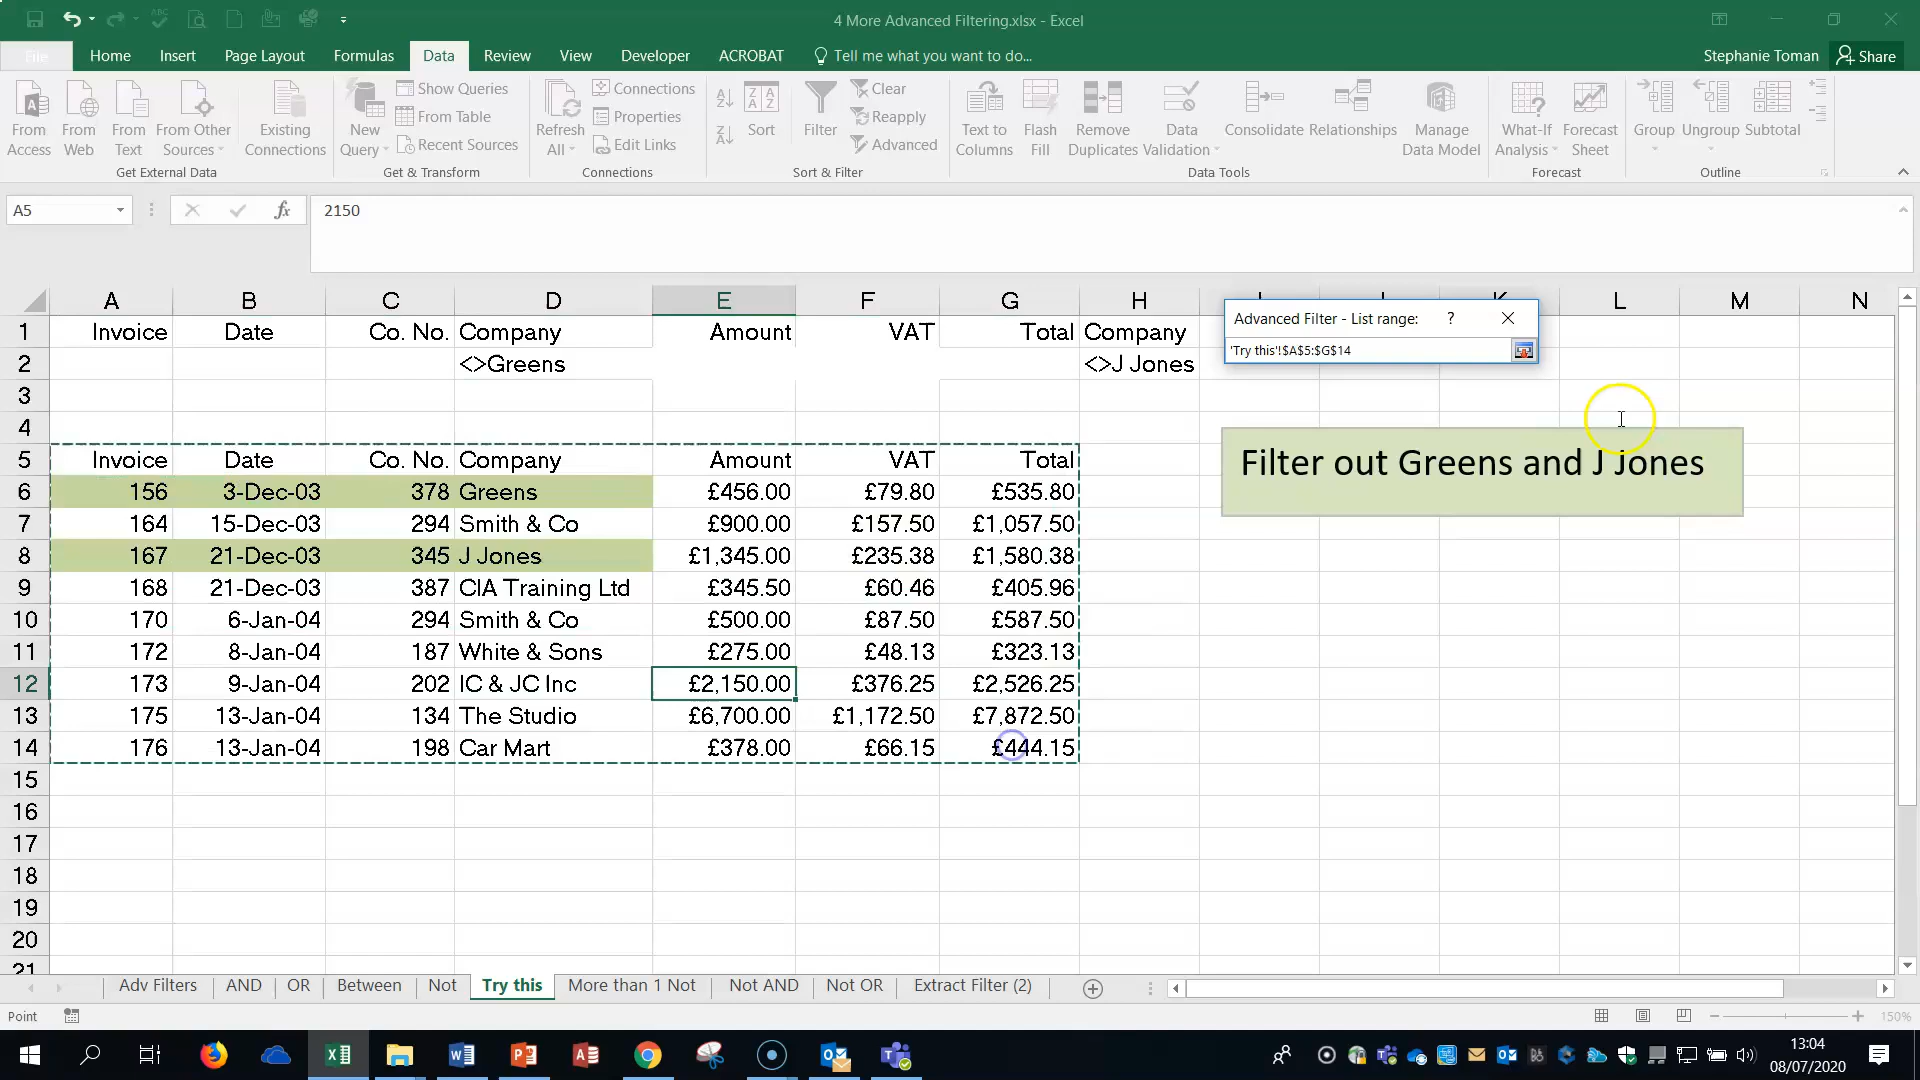 4 More Advanced Filtering.xlsx - Excel
File Home Insert Page Layout Formulas Data Review View Developer ACROBAT Tell me what you want to do... Stephanie Toman Share
From Access
From Web
From Text
From Other Sources
Existing Connections
Get External Data
New Query
Show Queries
From Table
Recent Sources
Get & Transform
Refresh All
Connections
Properties
Edit Links
Connections
Sort
Filter
Clear
Reapply
Advanced
Sort & Filter
Text to Columns
Flash Fill
Remove Duplicates
Data Validation
Consolidate
Relationships
Manage Data Model
Data Tools
What-If Analysis
Forecast Sheet
Forecast
Group
Ungroup
Subtotal
Outline
A5 fx 2150
A B C D E F G H L M N
1 Invoice Date Co. No. Company Amount VAT Total Company
2 <>Greens <>J Jones
3
4
5 Invoice Date Co. No. Company Amount VAT Total
6 156 3-Dec-03 378 Greens £456.00 £79.80 £535.80
7 164 15-Dec-03 294 Smith & Co £900.00 £157.50 £1,057.50
8 167 21-Dec-03 345 J Jones £1,345.00 £235.38 £1,580.38
9 168 21-Dec-03 387 CIA Training Ltd £345.50 £60.46 £405.96
10 170 6-Jan-04 294 Smith & Co £500.00 £87.50 £587.50
11 172 8-Jan-04 187 White & Sons £275.00 £48.13 £323.13
12 173 9-Jan-04 202 IC & JC Inc £2,150.00 £376.25 £2,526.25
13 175 13-Jan-04 134 The Studio £6,700.00 £1,172.50 £7,872.50
14 176 13-Jan-04 198 Car Mart £378.00 £66.15 £444.15
15
16
17
18
19
20
21
Advanced Filter - List range: ?
'Try this'!$A$5:$G$14
Filter out Greens and J Jones
Adv Filters AND OR Between Not Try this More than 1 Not Not AND Not OR Extract Filter (2)
Point 150%
13:04
08/07/2020